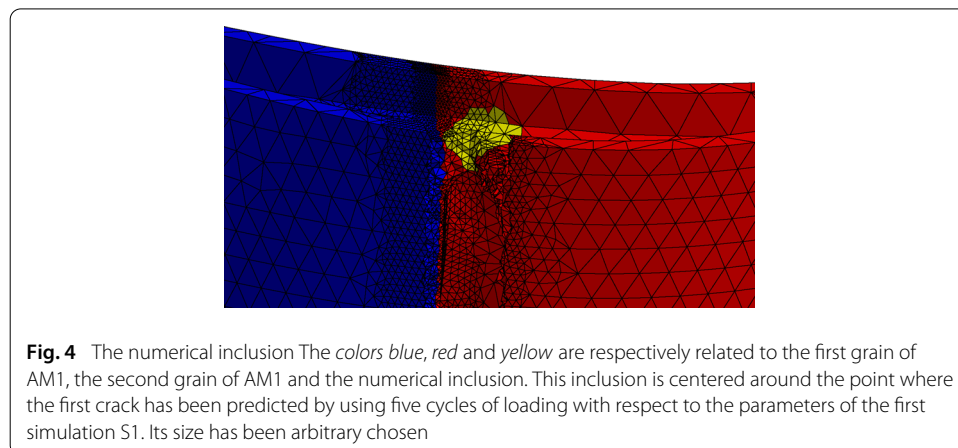 Fig. 4 The numerical inclusion The colors blue, red and yellow are respectively related to the first grain of
AM1, the second grain of AM1 and the numerical inclusion. This inclusion is centered around the point where
the first crack has been predicted by using five cycles of loading with respect to the parameters of the first
simulation S1. Its size has been arbitrary chosen